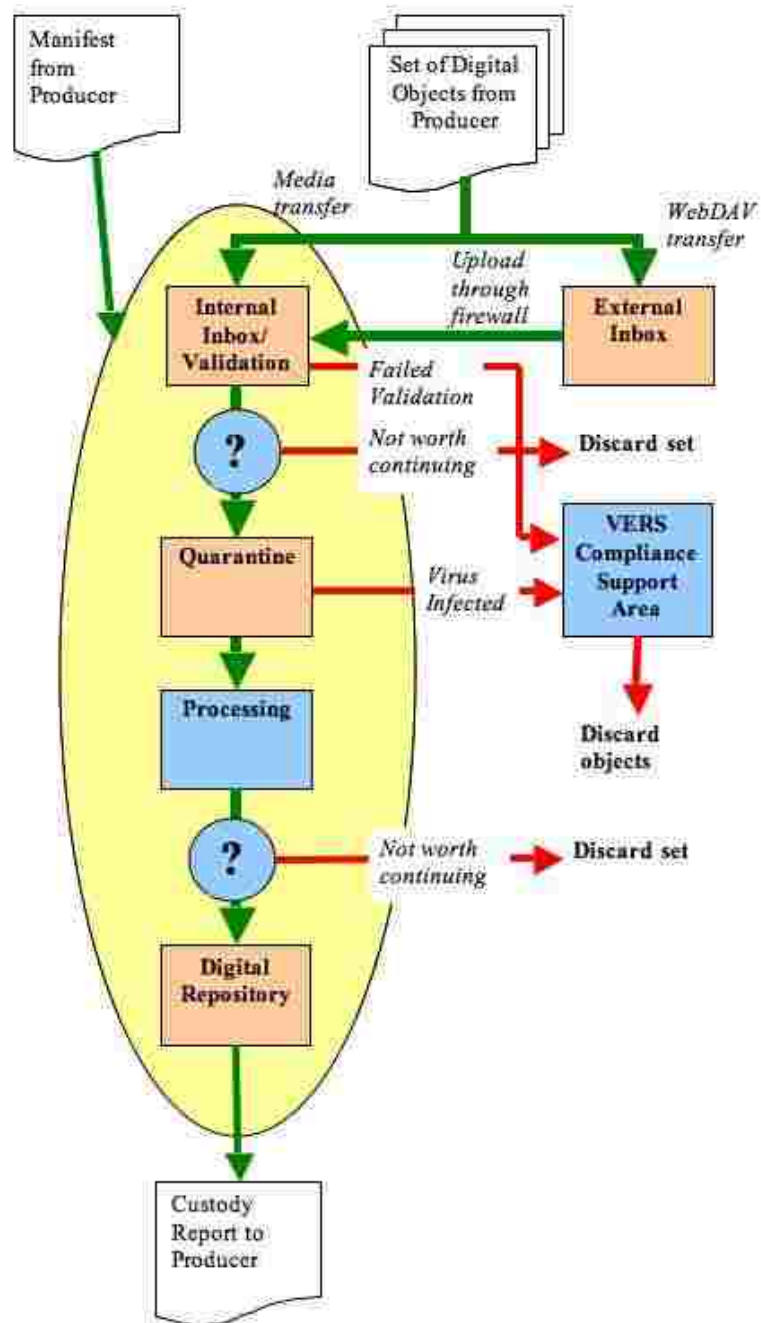 Manifest
from
Producer
Set of Digital
Objects from
Producer
Media
transfer
WebDAV
transfer
Upload
through
firewall
Internal
Inbox/
Validation
External
Inbox
Failed
Validation
?
Not worth
continuing
Discard set
Quarantine
Virus
Infected
VERS
Compliance
Support
Area
Processing
Discard
objects
?
Not worth
continuing
Discard set
Digital
Repository
Custody
Report to
Producer